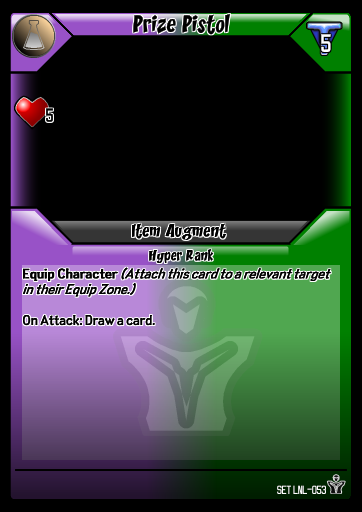 Prize Pistol
5
5
Item Augment
Hyper Rank
Equip Character (Attach this card to a relevant target
in their Equip Zone.)
On Attack: Draw a card.
SET LNL-053